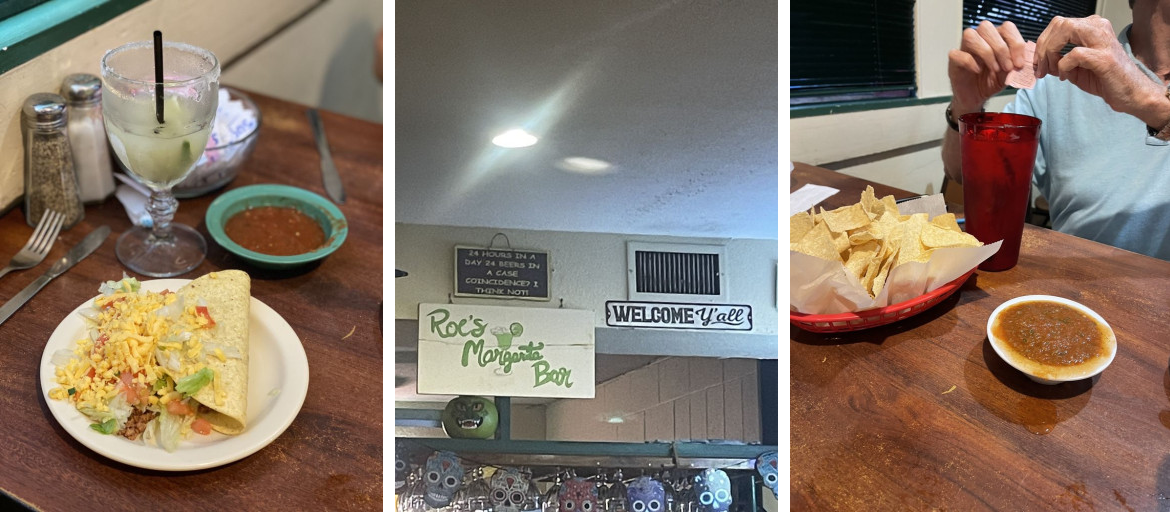 24 HOURS IN A
DAY 24 BEERS IN
A CASE
COINCIDENCE? I
THINK NOT!
Roc's
Margarita
Bar
WELCOME Y'all